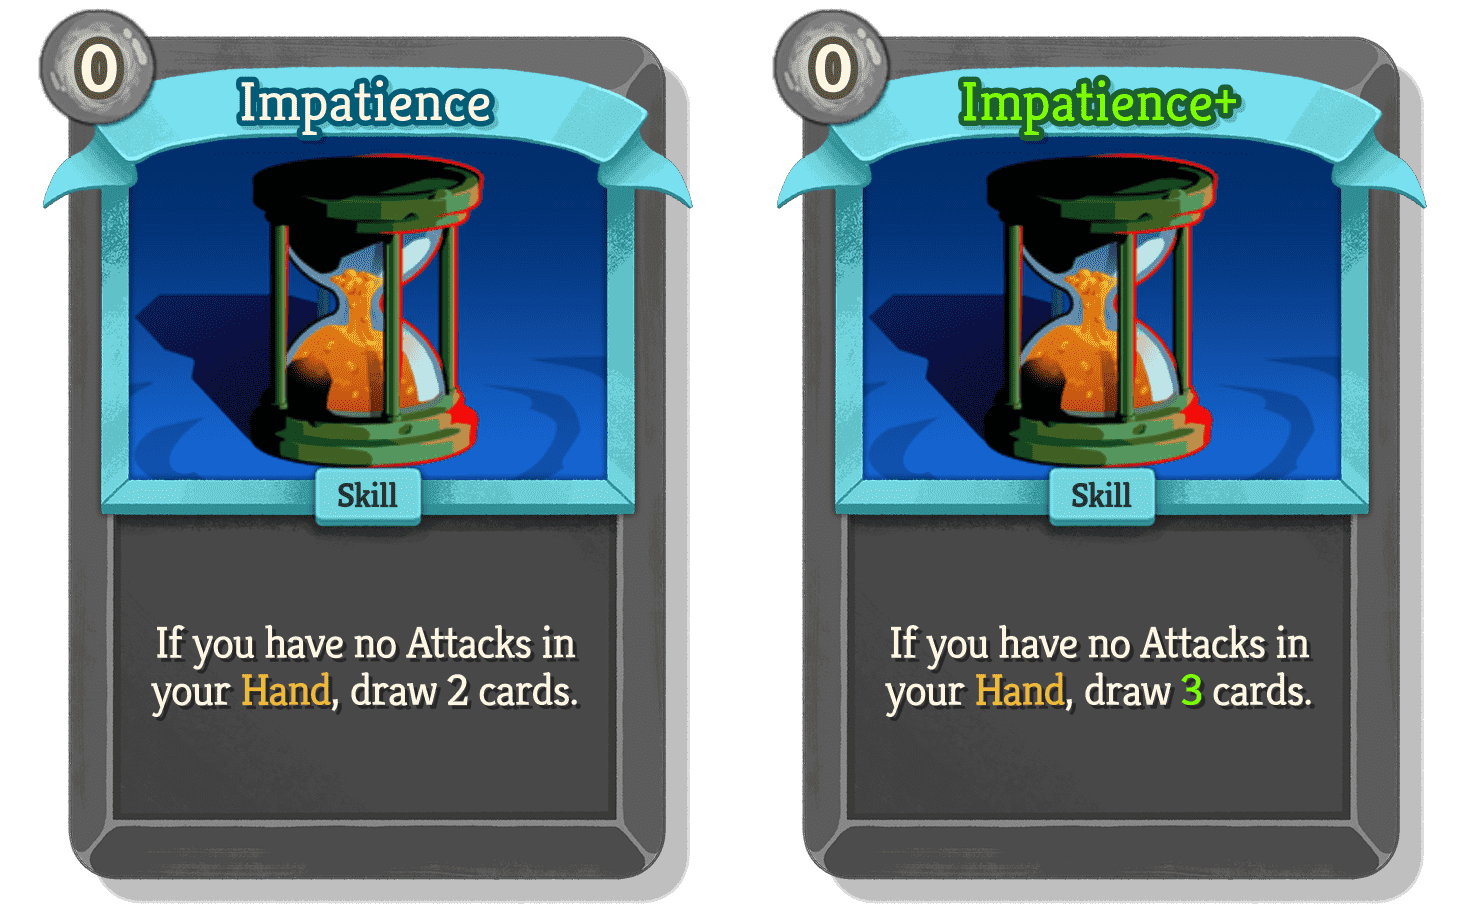 0
Impatience
Skill
If you have no Attacks in
your Hand, draw 2 cards.
0
Impatience+
Skill
If you have no Attacks in
your Hand, draw 3 cards.